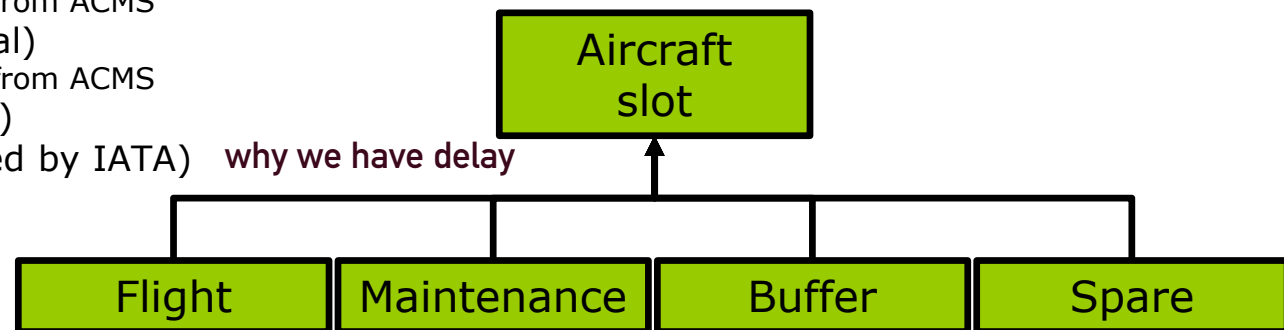 from ACMS
al)
from ACMS
)
ed by IATA) why we have delay
Aircraft
slot
Flight Maintenance Buffer Spare